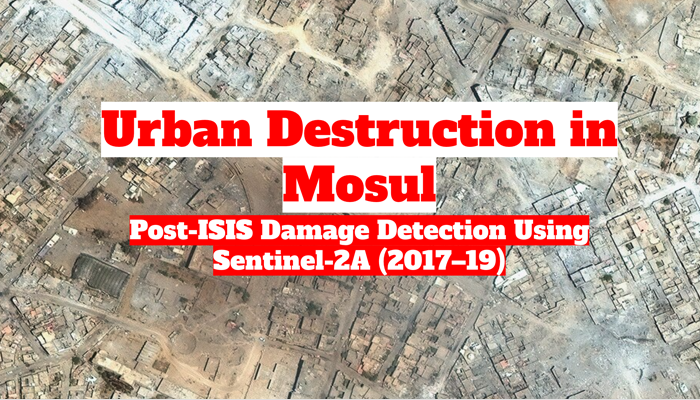 Urban Destruction in
Mosul
Post-ISIS Damage Detection Using
Sentinel-2A (2017–19)